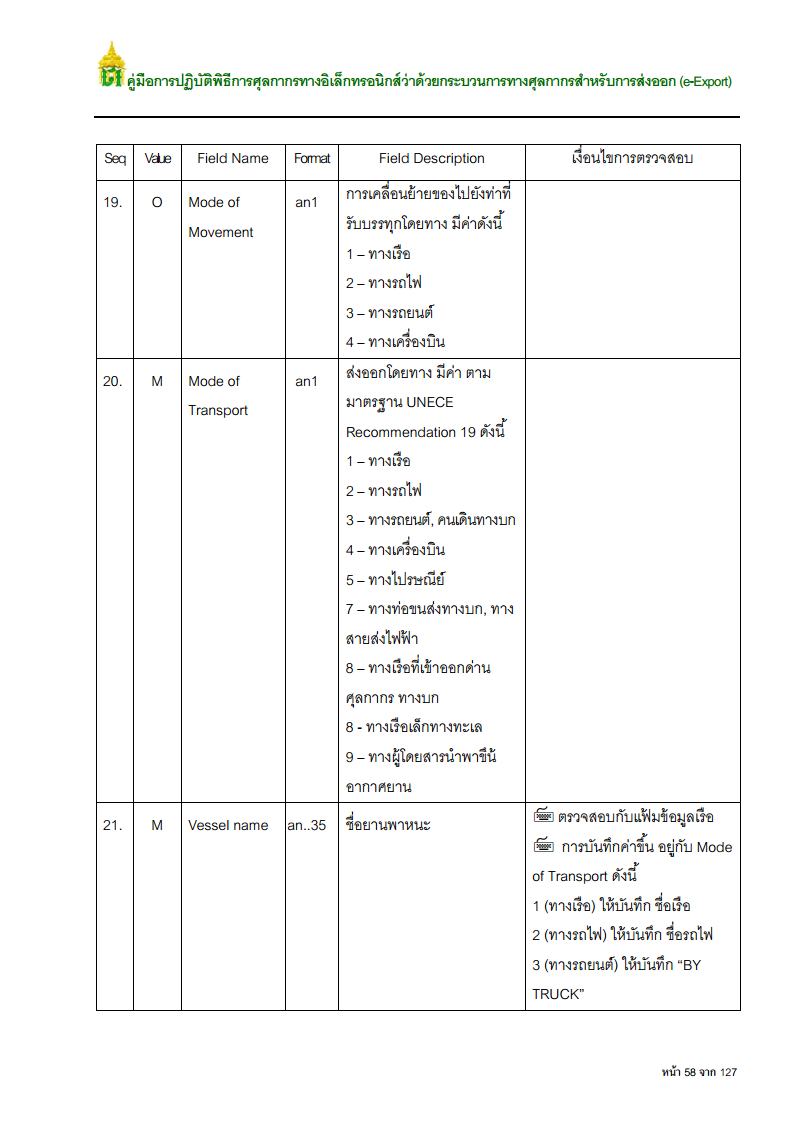 คู่มือการปฏิบัติพิธีการศุลกากรทางอิเล็กทรอนิกส์ว่าด้วยกระบวนการทางศุลกากรสำหรับการส่งออก (e-Export)
Seq Value Field Name Format Field Description เงื่อนไขการตรวจสอบ
19. O Mode of Movement an1 การเคลื่อนย้ายของไปยังท่าที่
รับบรรทุกโดยทาง มีค่าดังนี้
1 – ทางเรือ
2 – ทางรถไฟ
3 – ทางรถยนต์
4 – ทางเครื่องบิน
20. M Mode of Transport an1 ส่งออกโดยทาง มีค่า ตาม
มาตรฐาน UNECE
Recommendation 19 ดังนี้
1 – ทางเรือ
2 – ทางรถไฟ
3 – ทางรถยนต์, คนเดินทางบก
4 – ทางเครื่องบิน
5 – ทางไปรษณีย์
7 – ทางท่อขนส่งทางบก, ทาง
สายส่งไฟฟ้า
8 – ทางเรือที่เข้าออกด่าน
ศุลกากร ทางบก
8 - ทางเรือเล็กทางทะเล
9 – ทางผู้โดยสารนำพาขึ้น้
อากาศยาน
21. M Vessel name an..35 ชื่อยานพาหนะ
ตรวจสอบกับแฟ้มข้อมูลเรือ
การบันทึกค่าขึ้น อยู่กับ Mode
of Transport ดังนี้
1 (ทางเรือ) ให้บันทึก ชื่อเรือ
2 (ทางรถไฟ) ให้บันทึก ชื่อรถไฟ
3 (ทางรถยนต์) ให้บันทึก “BY
TRUCK”
หน้า 58 จาก 127